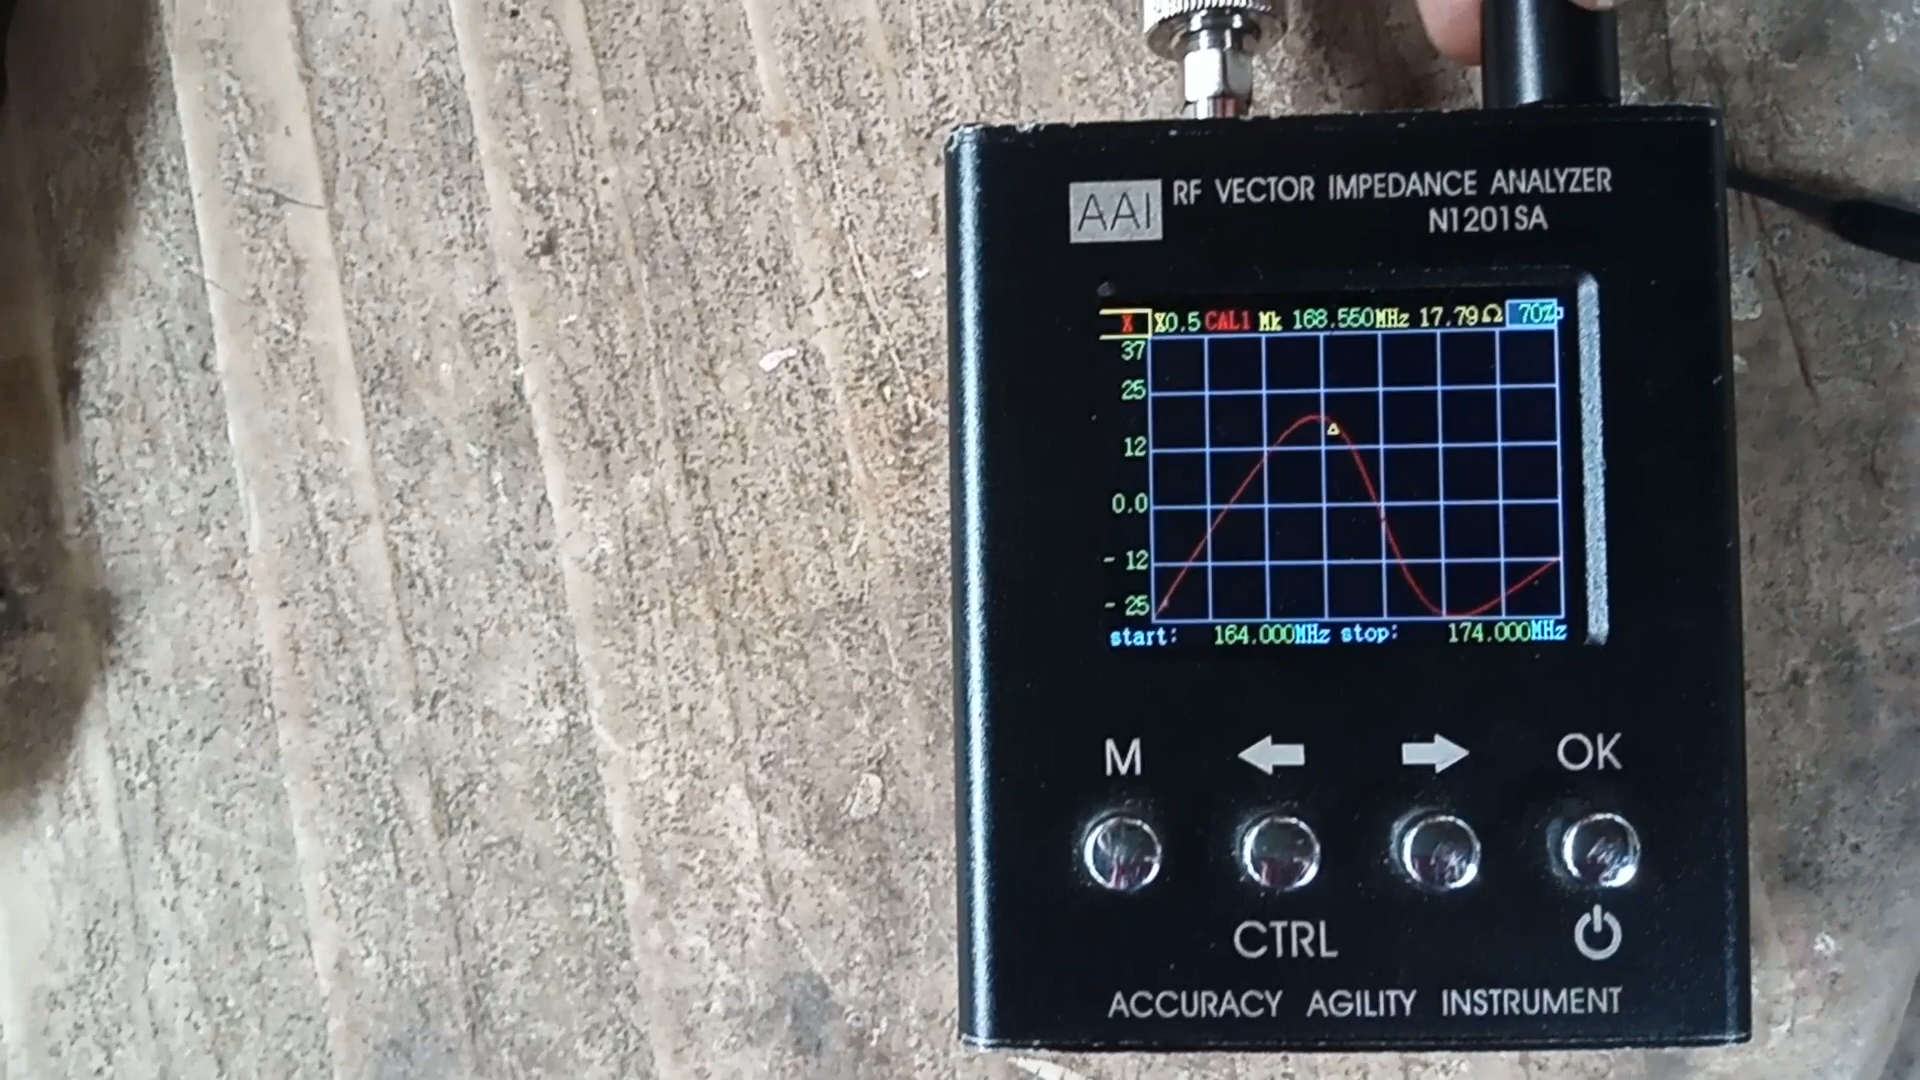 AAI RF VECTOR IMPEDANCE ANALYZER
N1201SA
X X0.5 CAL1 Mk 168.550MHz 17.79Ω 70%
37
25
12
0.0
- 12
- 25
start: 164.000MHz stop: 174.000MHz
M OK
CTRL
ACCURACY AGILITY INSTRUMENT